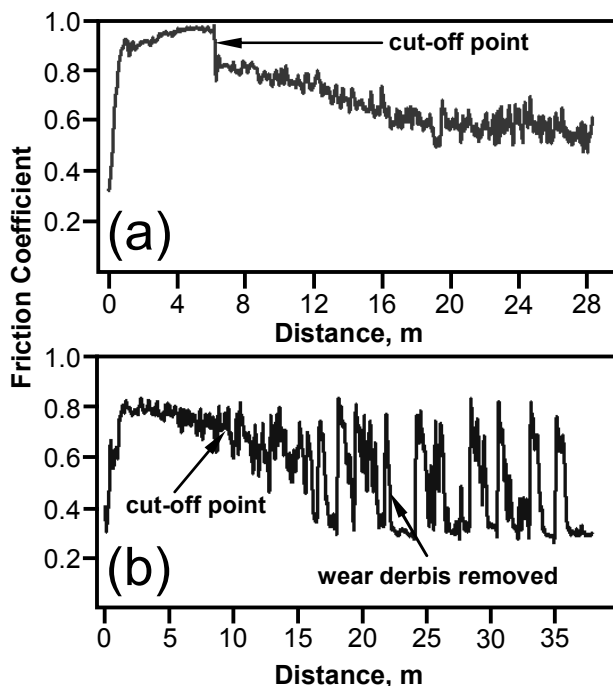 1.0
0.8
0.6
0.4
0.2
cut-off point
(a)
0 4 8 12 16 20 24 28
Distance, m
Friction Coefficient
1.0
0.8
0.6
0.4
0.2
cut-off point
wear derbis removed
(b)
0 5 10 15 20 25 30 35
Distance, m